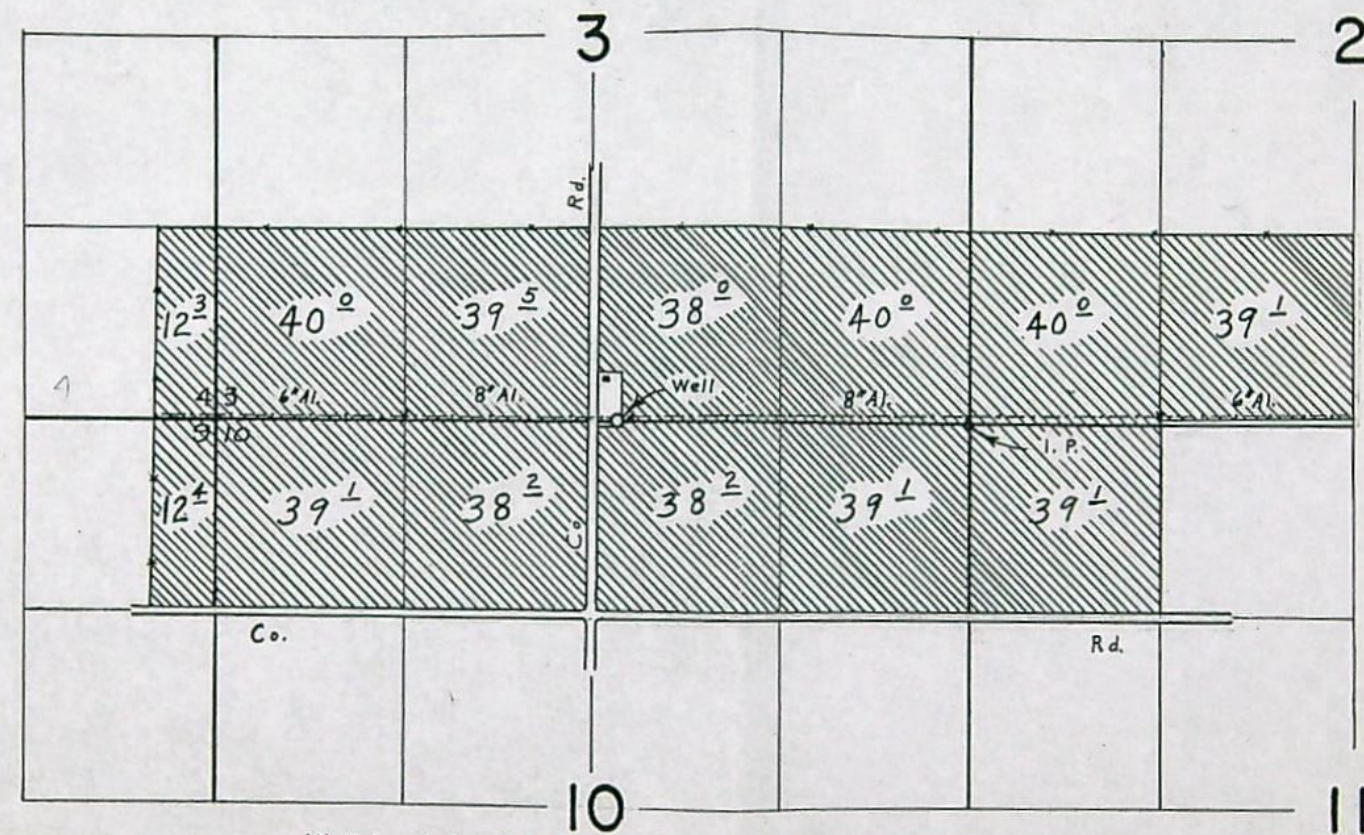 3 2
Rd.
12 3 40 0 39 5 38 0 40 0 40 0 39 1
Well
4 3 6"Al. 8"Al. 8"Al. 6"Al.
9 10
I. P.
12 4 39 1 38 2 38 2 39 1 39 1
Co.
Co. Rd.
10 11